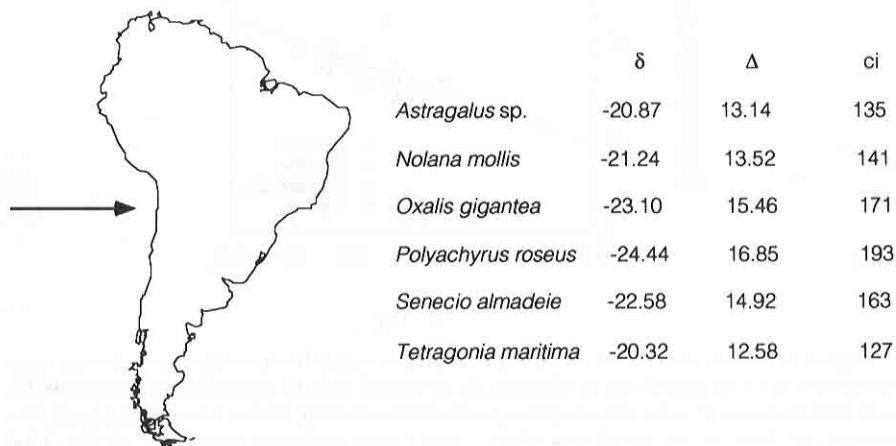 δ Δ ci
Astragalus sp. -20.87 13.14 135
Nolana mollis -21.24 13.52 141
Oxalis gigantea -23.10 15.46 171
Polyachyrus roseus -24.44 16.85 193
Senecio almadeie -22.58 14.92 163
Tetragonia maritima -20.32 12.58 127